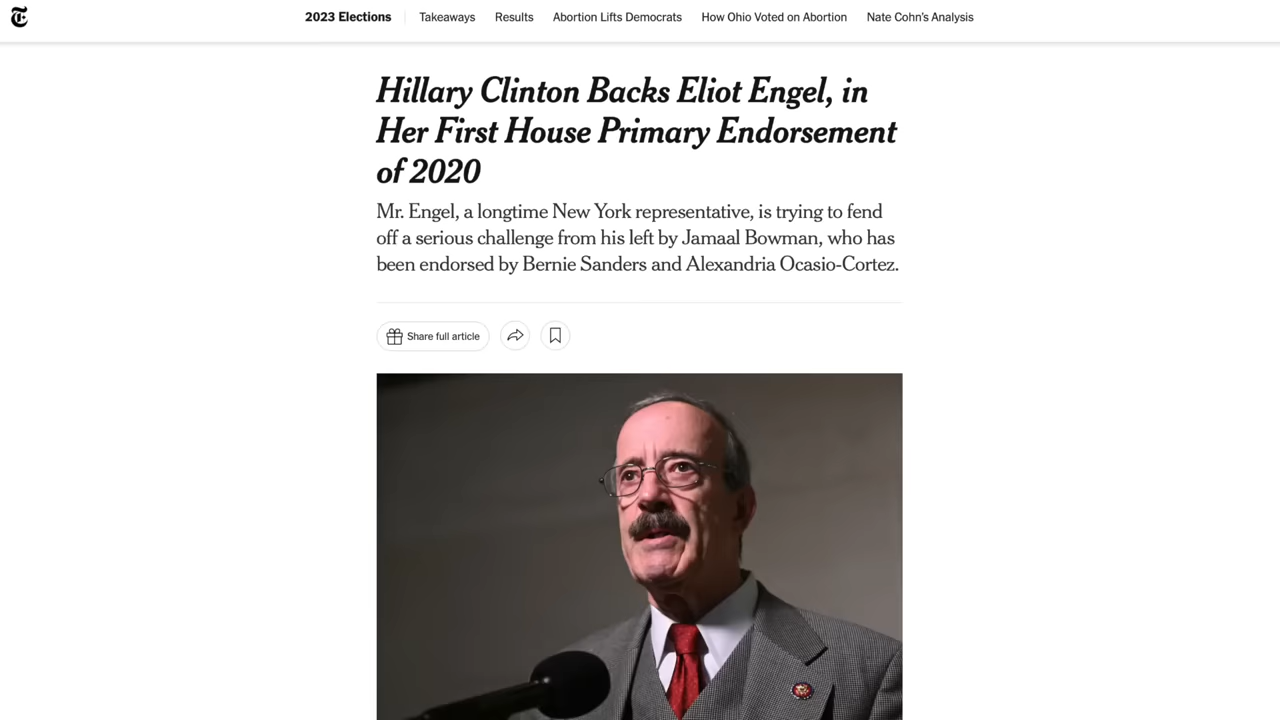 2023 Elections Takeaways Results Abortion Lifts Democrats How Ohio Voted on Abortion Nate Cohn's Analysis
Hillary Clinton Backs Eliot Engel, in
Her First House Primary Endorsement
of 2020
Mr. Engel, a longtime New York representative, is trying to fend
off a serious challenge from his left by Jamaal Bowman, who has
been endorsed by Bernie Sanders and Alexandria Ocasio-Cortez.
Share full article